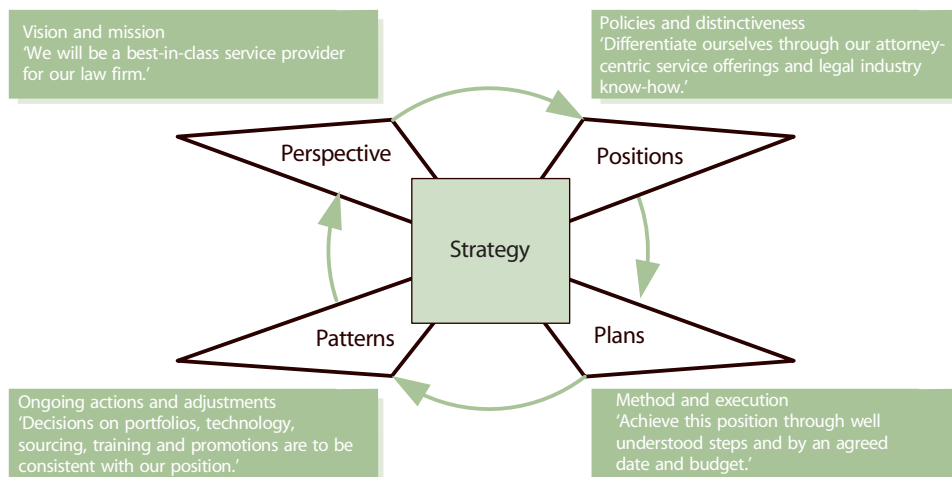 Vision and mission
‘We will be a best-in-class service provider
for our law firm.’
Policies and distinctiveness
‘Differentiate ourselves through our attorney-
centric service offerings and legal industry
know-how.’
Perspective
Positions
Strategy
Patterns
Plans
Ongoing actions and adjustments
‘Decisions on portfolios, technology,
sourcing, training and promotions are to be
consistent with our position.’
Method and execution
‘Achieve this position through well
understood steps and by an agreed
date and budget.’